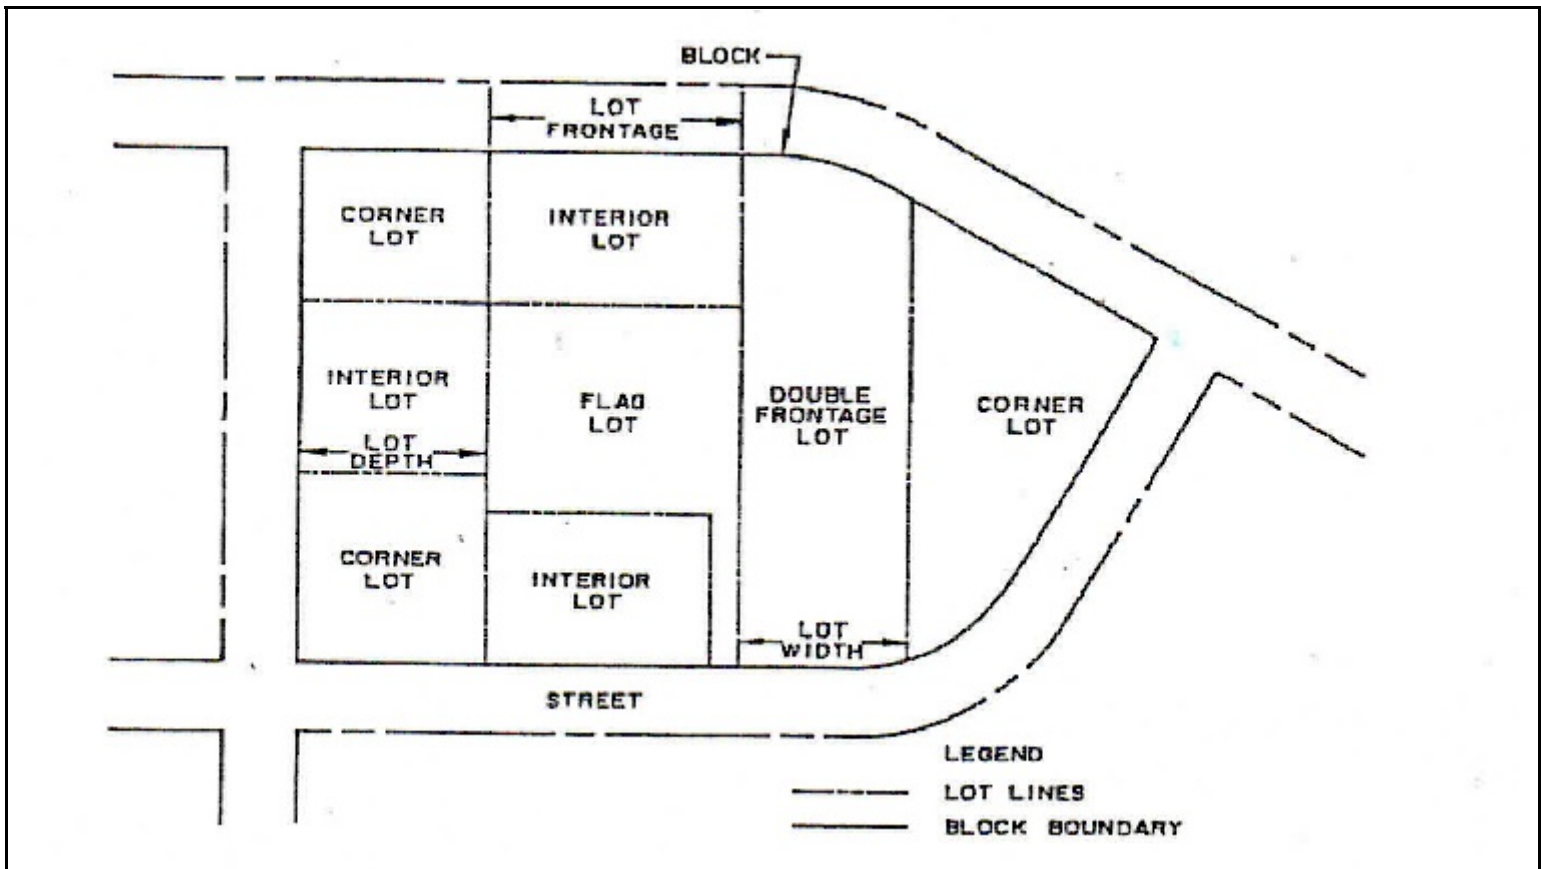 BLOCK
LOT
FRONTAGE
CORNER
LOT
INTERIOR
LOT
INTERIOR
LOT
LOT
DEPTH
FLAG
LOT
DOUBLE
FRONTAGE
LOT
CORNER
LOT
CORNER
LOT
INTERIOR
LOT
LOT
WIDTH
STREET
LEGEND
LOT LINES
BLOCK BOUNDARY